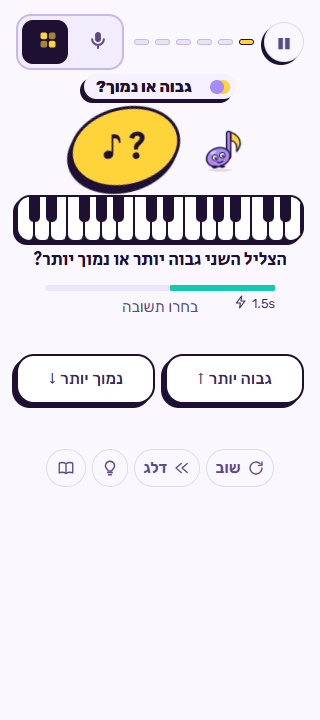 גבוה או נמוך?
♪?
הצליל השני גבוה יותר או נמוך יותר?
1.5s
בחרו תשובה
גבוה יותר ↑
נמוך יותר ↓
שוב
דלג